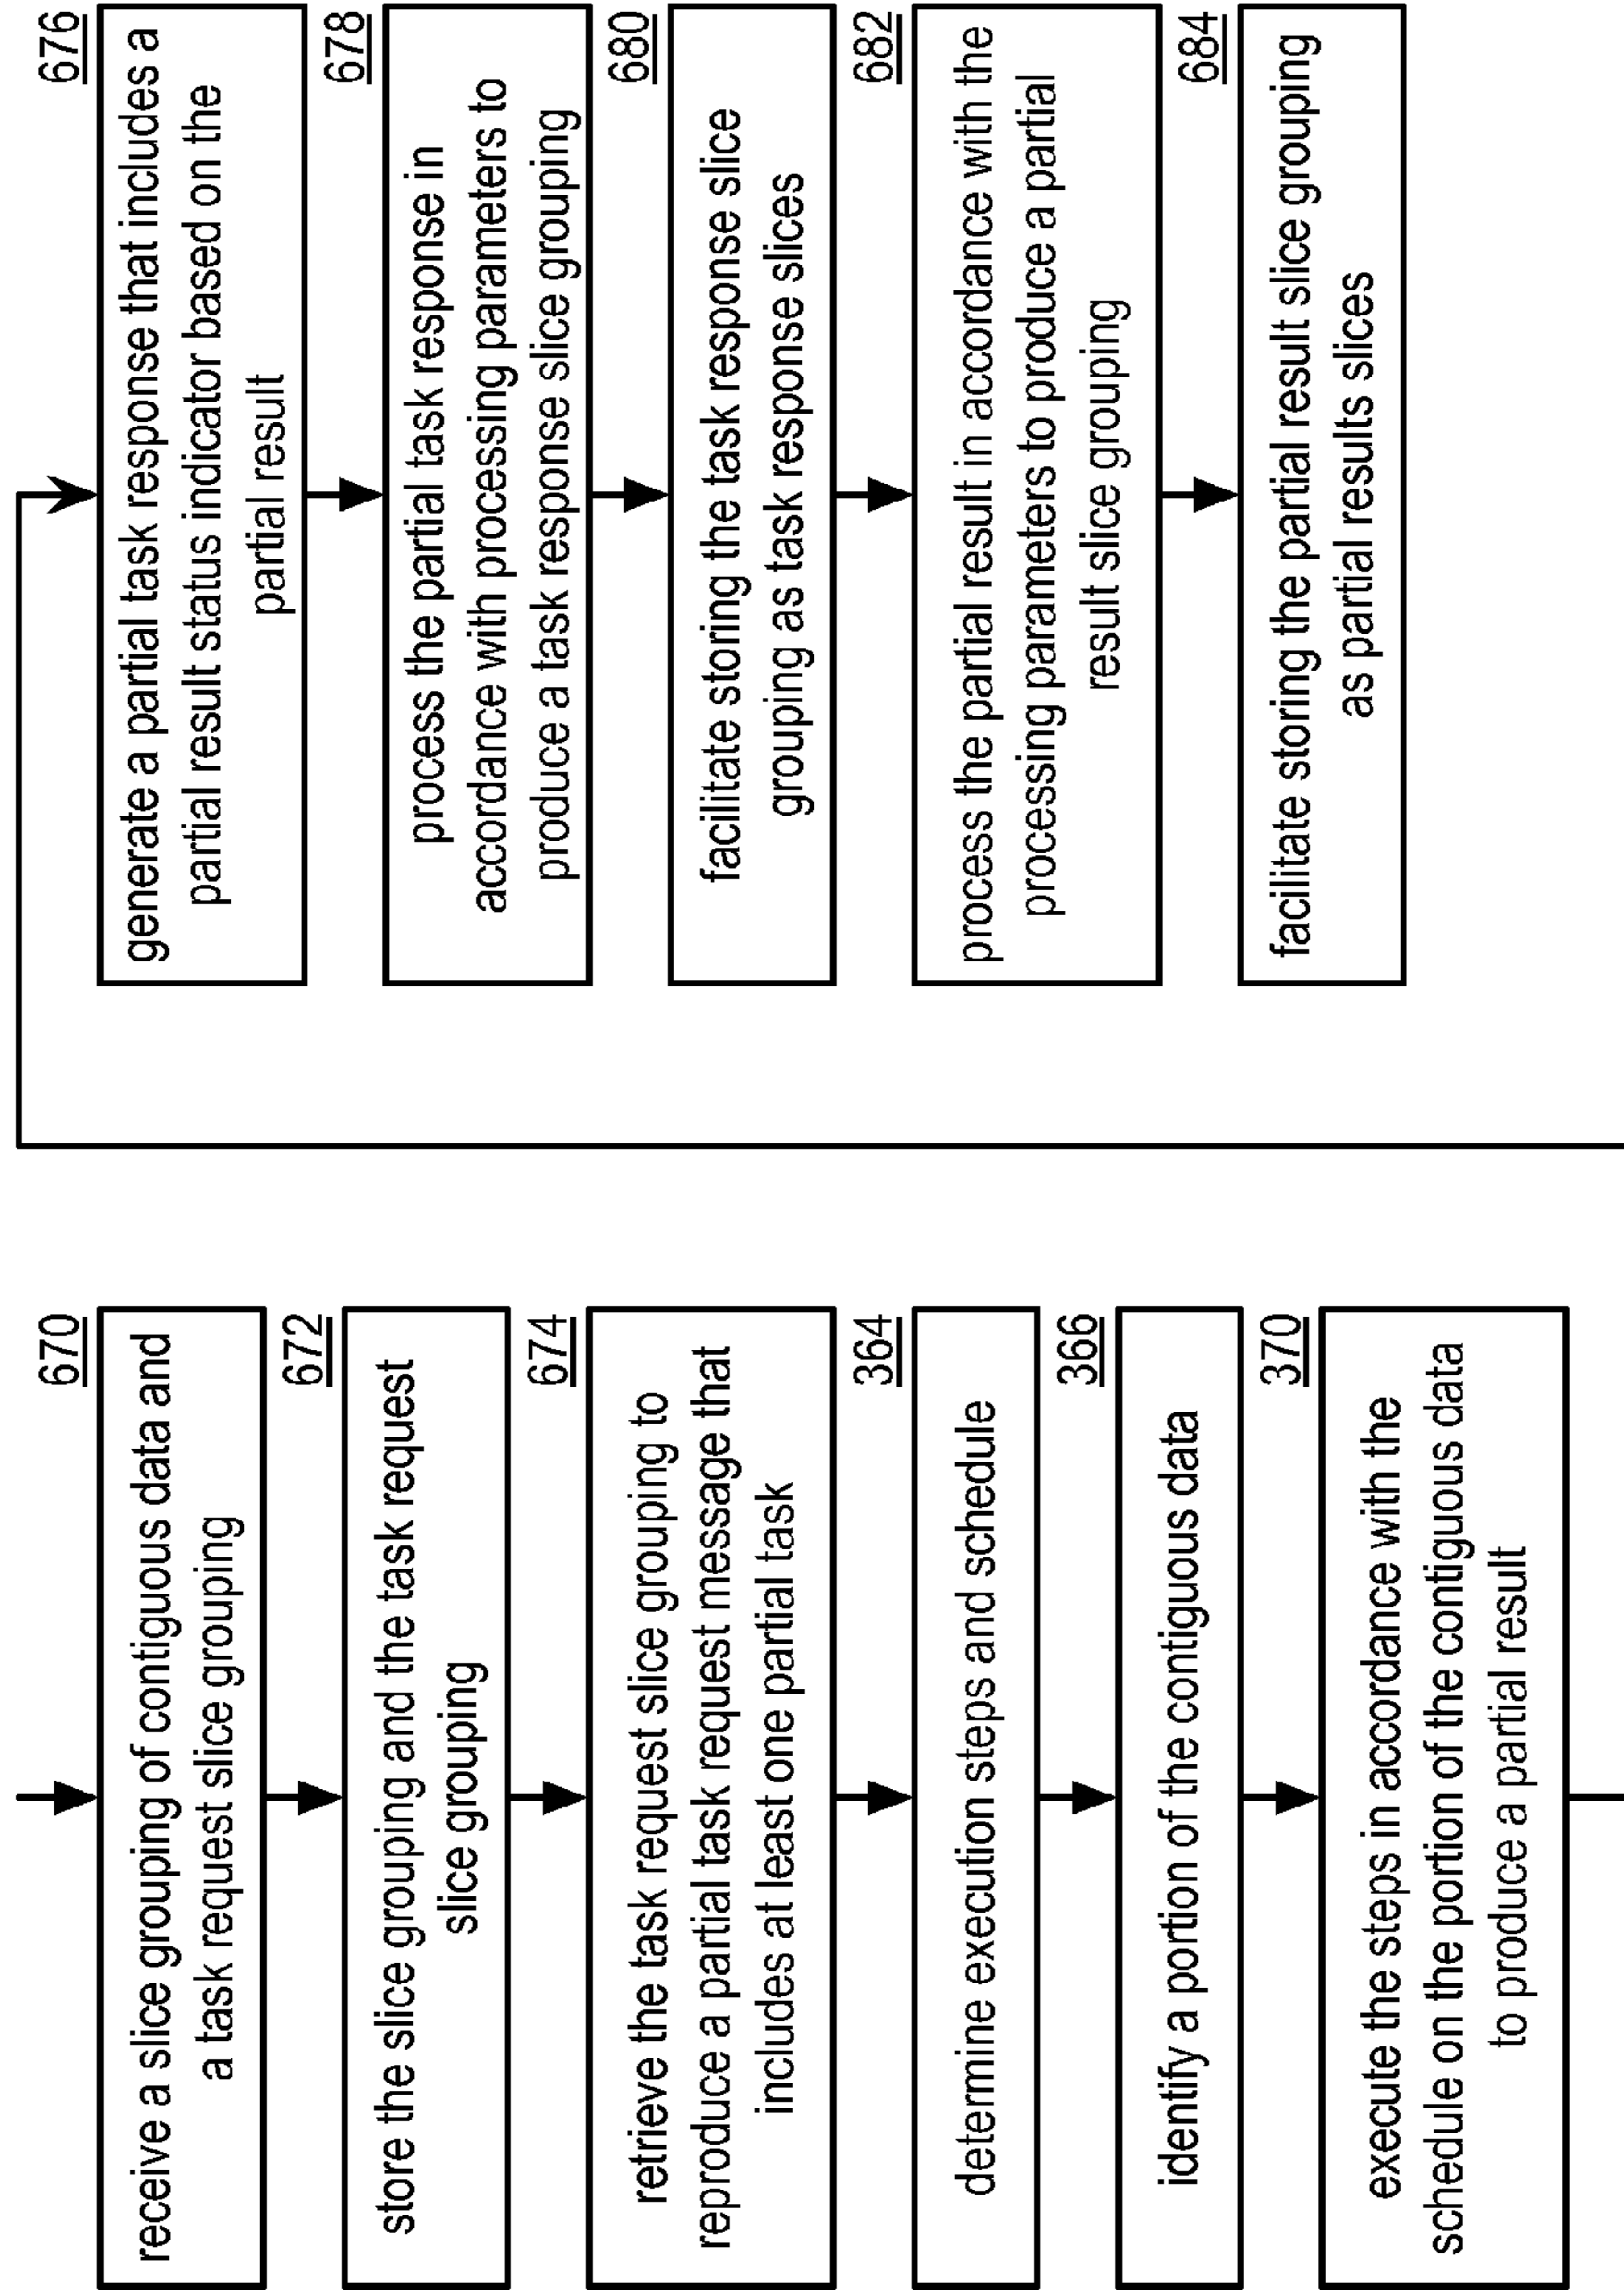 670
receive a slice grouping of contiguous data and
a task request slice grouping
672
store the slice grouping and the task request
slice grouping
674
retrieve the task request slice grouping to
reproduce a partial task request message that
includes at least one partial task
364
determine execution steps and schedule
366
identify a portion of the contiguous data
370
execute the steps in accordance with the
schedule on the portion of the contiguous data
to produce a partial result
676
generate a partial task response that includes a
partial result status indicator based on the
partial result
678
process the partial task response in
accordance with processing parameters to
produce a task response slice grouping
680
facilitate storing the task response slice
grouping as task response slices
682
process the partial result in accordance with the
processing parameters to produce a partial
result slice grouping
684
facilitate storing the partial result slice grouping
as partial results slices